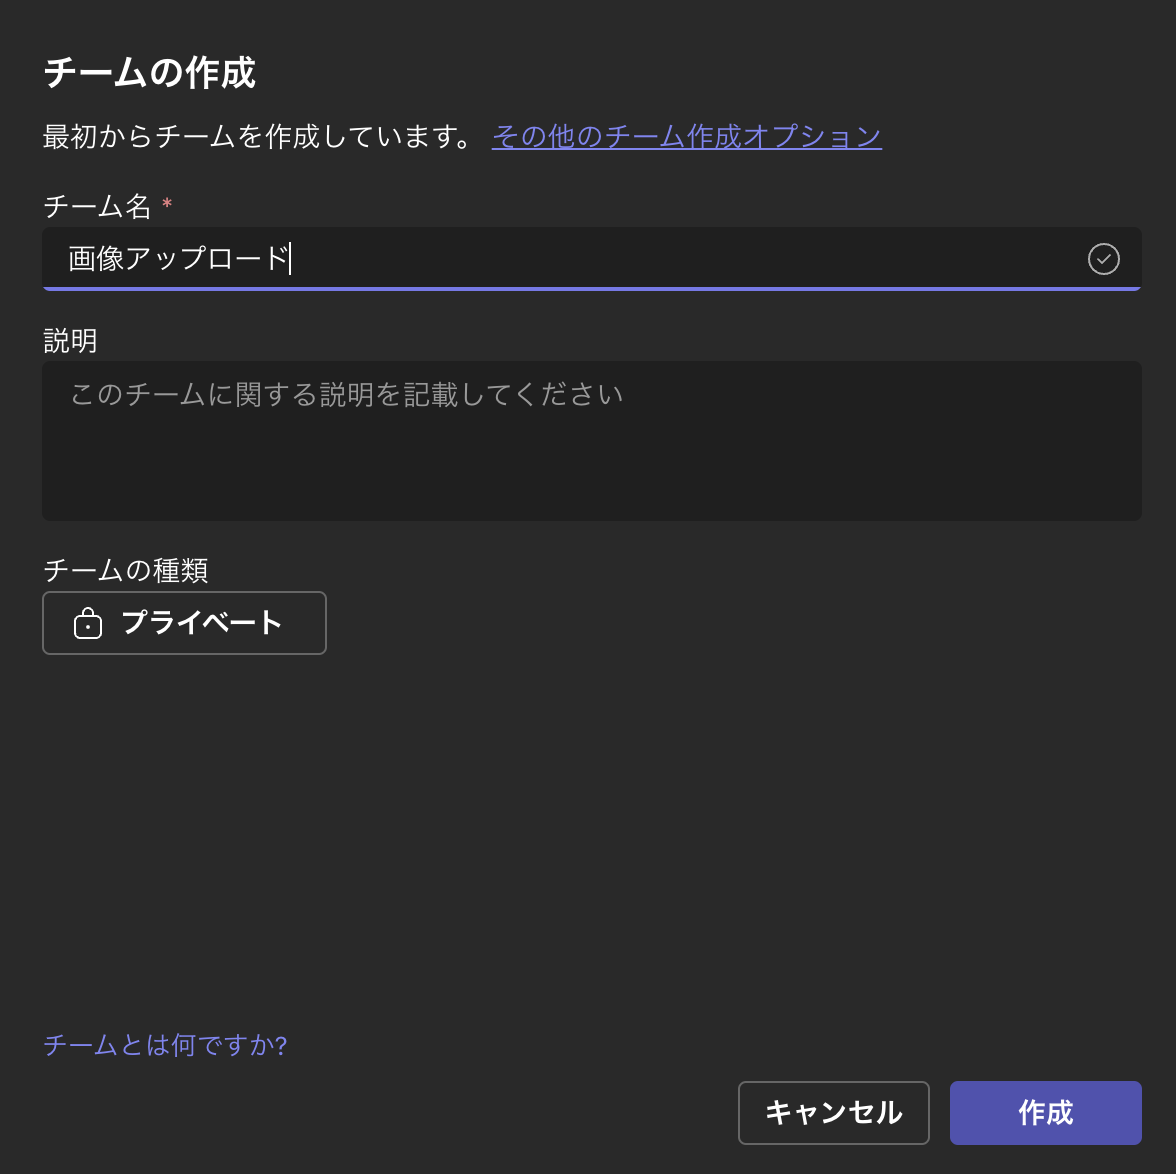 チームの作成
最初からチームを作成しています。 その他のチーム作成オプション
チーム名 *
画像アップロード
説明
このチームに関する説明を記載してください
チームの種類
プライベート
チームとは何ですか?
キャンセル
作成